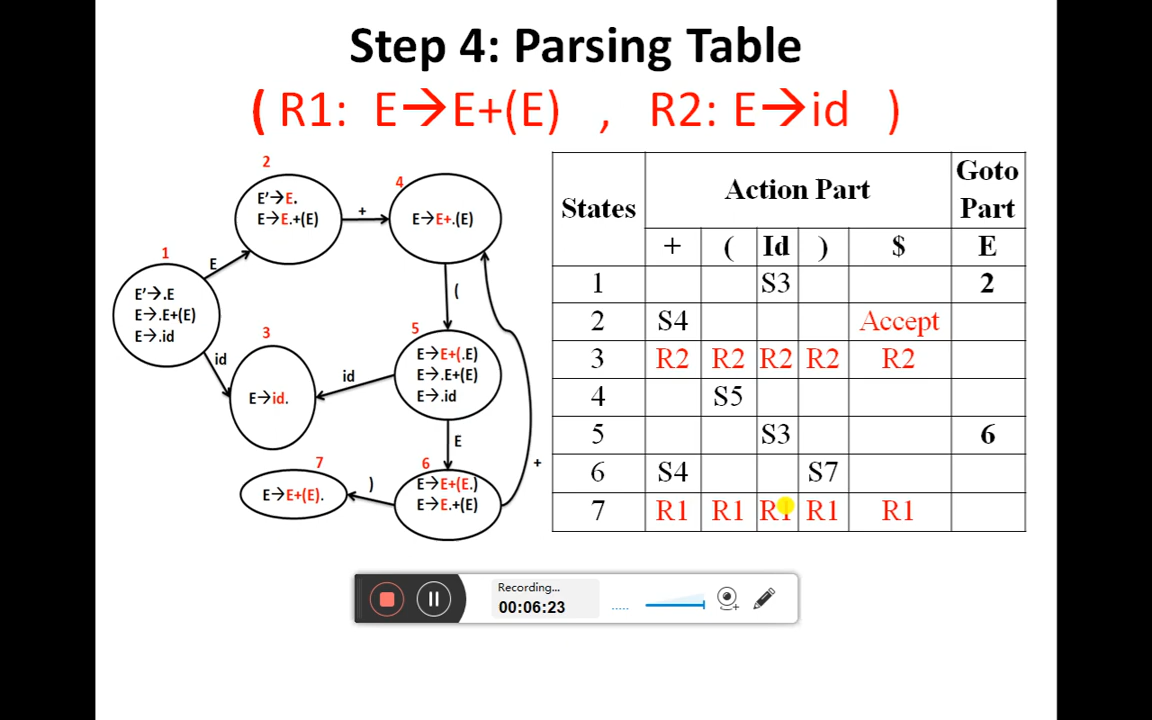 Step 4: Parsing Table
( R1: E→E+(E) , R2: E→id )
2
E'→E.
E→E.+(E)
+
4
E→E+.(E)
1
E
E'→.E
E→.E+(E)
E→.id
id
(
3
E→id.
id
5
E→E+(.E)
E→.E+(E)
E→.id
E
+
7
E→E+(E).
)
6
E→E+(E.)
E→E.+(E)
States Action Part Goto Part
+ ( Id ) $ E
1 S3 2
2 S4 Accept
3 R2 R2 R2 R2 R2
4 S5
5 S3 6
6 S4 S7
7 R1 R1 R1 R1 R1
Recording...
00:06:23